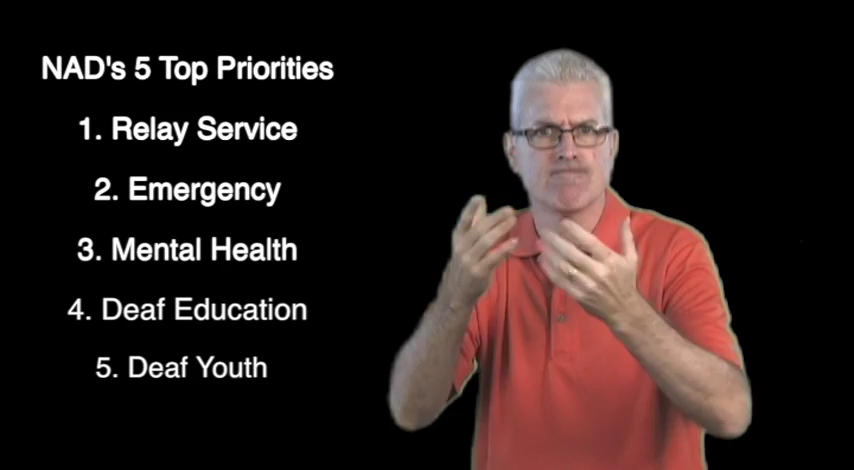 NAD's 5 Top Priorities
1. Relay Service
2. Emergency
3. Mental Health
4. Deaf Education
5. Deaf Youth